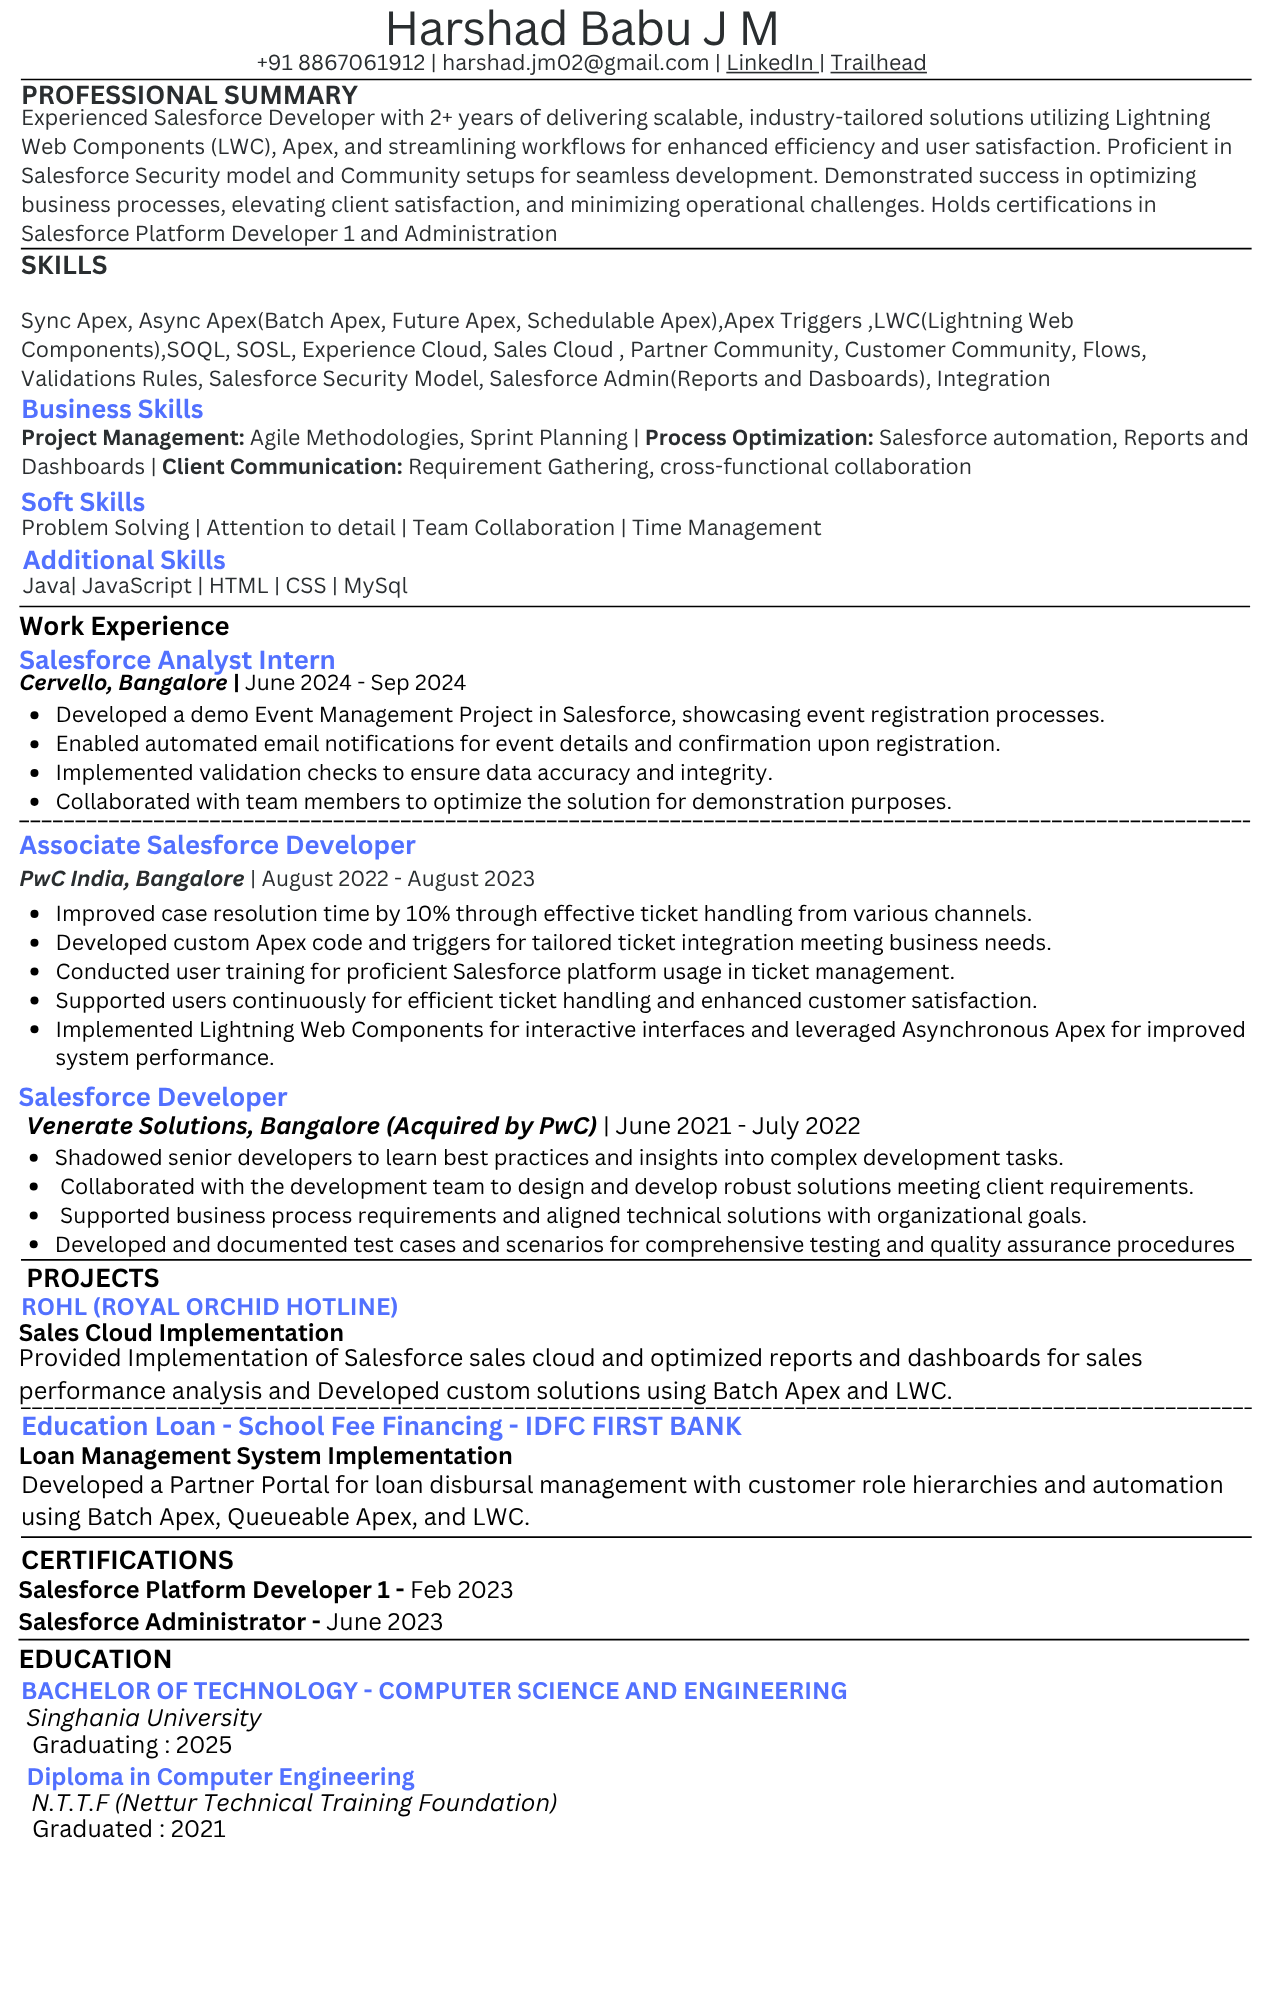 Harshad Babu J M
+91 8867061912 | harshad.jm02@gmail.com | LinkedIn | Trailhead
PROFESSIONAL SUMMARY
Experienced Salesforce Developer with 2+ years of delivering scalable, industry-tailored solutions utilizing Lightning
Web Components (LWC), Apex, and streamlining workflows for enhanced efficiency and user satisfaction. Proficient in
Salesforce Security model and Community setups for seamless development. Demonstrated success in optimizing
business processes, elevating client satisfaction, and minimizing operational challenges. Holds certifications in
Salesforce Platform Developer 1 and Administration
SKILLS
Sync Apex, Async Apex(Batch Apex, Future Apex, Schedulable Apex),Apex Triggers ,LWC(Lightning Web
Components),SOQL, SOSL, Experience Cloud, Sales Cloud , Partner Community, Customer Community, Flows,
Validations Rules, Salesforce Security Model, Salesforce Admin(Reports and Dasboards), Integration
Business Skills
Project Management: Agile Methodologies, Sprint Planning | Process Optimization: Salesforce automation, Reports and
Dashboards | Client Communication: Requirement Gathering, cross-functional collaboration
Soft Skills
Problem Solving | Attention to detail | Team Collaboration | Time Management
Additional Skills
Java| JavaScript | HTML | CSS | MySql
Work Experience
Salesforce Analyst Intern
Cervello, Bangalore | June 2024 - Sep 2024
• Developed a demo Event Management Project in Salesforce, showcasing event registration processes.
• Enabled automated email notifications for event details and confirmation upon registration.
• Implemented validation checks to ensure data accuracy and integrity.
• Collaborated with team members to optimize the solution for demonstration purposes.
Associate Salesforce Developer
PwC India, Bangalore | August 2022 - August 2023
• Improved case resolution time by 10% through effective ticket handling from various channels.
• Developed custom Apex code and triggers for tailored ticket integration meeting business needs.
• Conducted user training for proficient Salesforce platform usage in ticket management.
• Supported users continuously for efficient ticket handling and enhanced customer satisfaction.
• Implemented Lightning Web Components for interactive interfaces and leveraged Asynchronous Apex for improved
system performance.
Salesforce Developer
Venerate Solutions, Bangalore (Acquired by PwC) | June 2021 - July 2022
• Shadowed senior developers to learn best practices and insights into complex development tasks.
• Collaborated with the development team to design and develop robust solutions meeting client requirements.
• Supported business process requirements and aligned technical solutions with organizational goals.
• Developed and documented test cases and scenarios for comprehensive testing and quality assurance procedures
PROJECTS
ROHL (ROYAL ORCHID HOTLINE)
Sales Cloud Implementation
Provided Implementation of Salesforce sales cloud and optimized reports and dashboards for sales
performance analysis and Developed custom solutions using Batch Apex and LWC.
Education Loan - School Fee Financing - IDFC FIRST BANK
Loan Management System Implementation
Developed a Partner Portal for loan disbursal management with customer role hierarchies and automation
using Batch Apex, Queueable Apex, and LWC.
CERTIFICATIONS
Salesforce Platform Developer 1 - Feb 2023
Salesforce Administrator - June 2023
EDUCATION
BACHELOR OF TECHNOLOGY - COMPUTER SCIENCE AND ENGINEERING
Singhania University
Graduating : 2025
Diploma in Computer Engineering
N.T.T.F (Nettur Technical Training Foundation)
Graduated : 2021